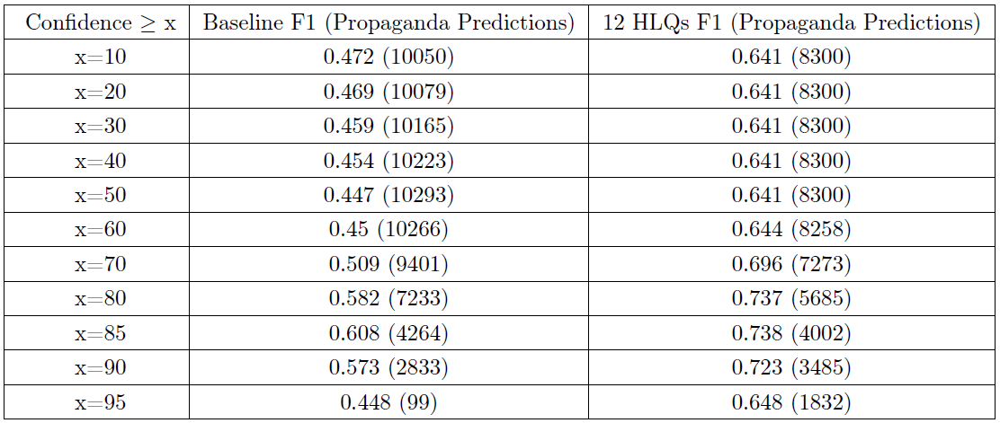 Confidence ≥ x Baseline F1 (Propaganda Predictions) 12 HLQs F1 (Propaganda Predictions)
x=10 0.472 (10050) 0.641 (8300)
x=20 0.469 (10079) 0.641 (8300)
x=30 0.459 (10165) 0.641 (8300)
x=40 0.454 (10223) 0.641 (8300)
x=50 0.447 (10293) 0.641 (8300)
x=60 0.45 (10266) 0.644 (8258)
x=70 0.509 (9401) 0.696 (7273)
x=80 0.582 (7233) 0.737 (5685)
x=85 0.608 (4264) 0.738 (4002)
x=90 0.573 (2833) 0.723 (3485)
x=95 0.448 (99) 0.648 (1832)